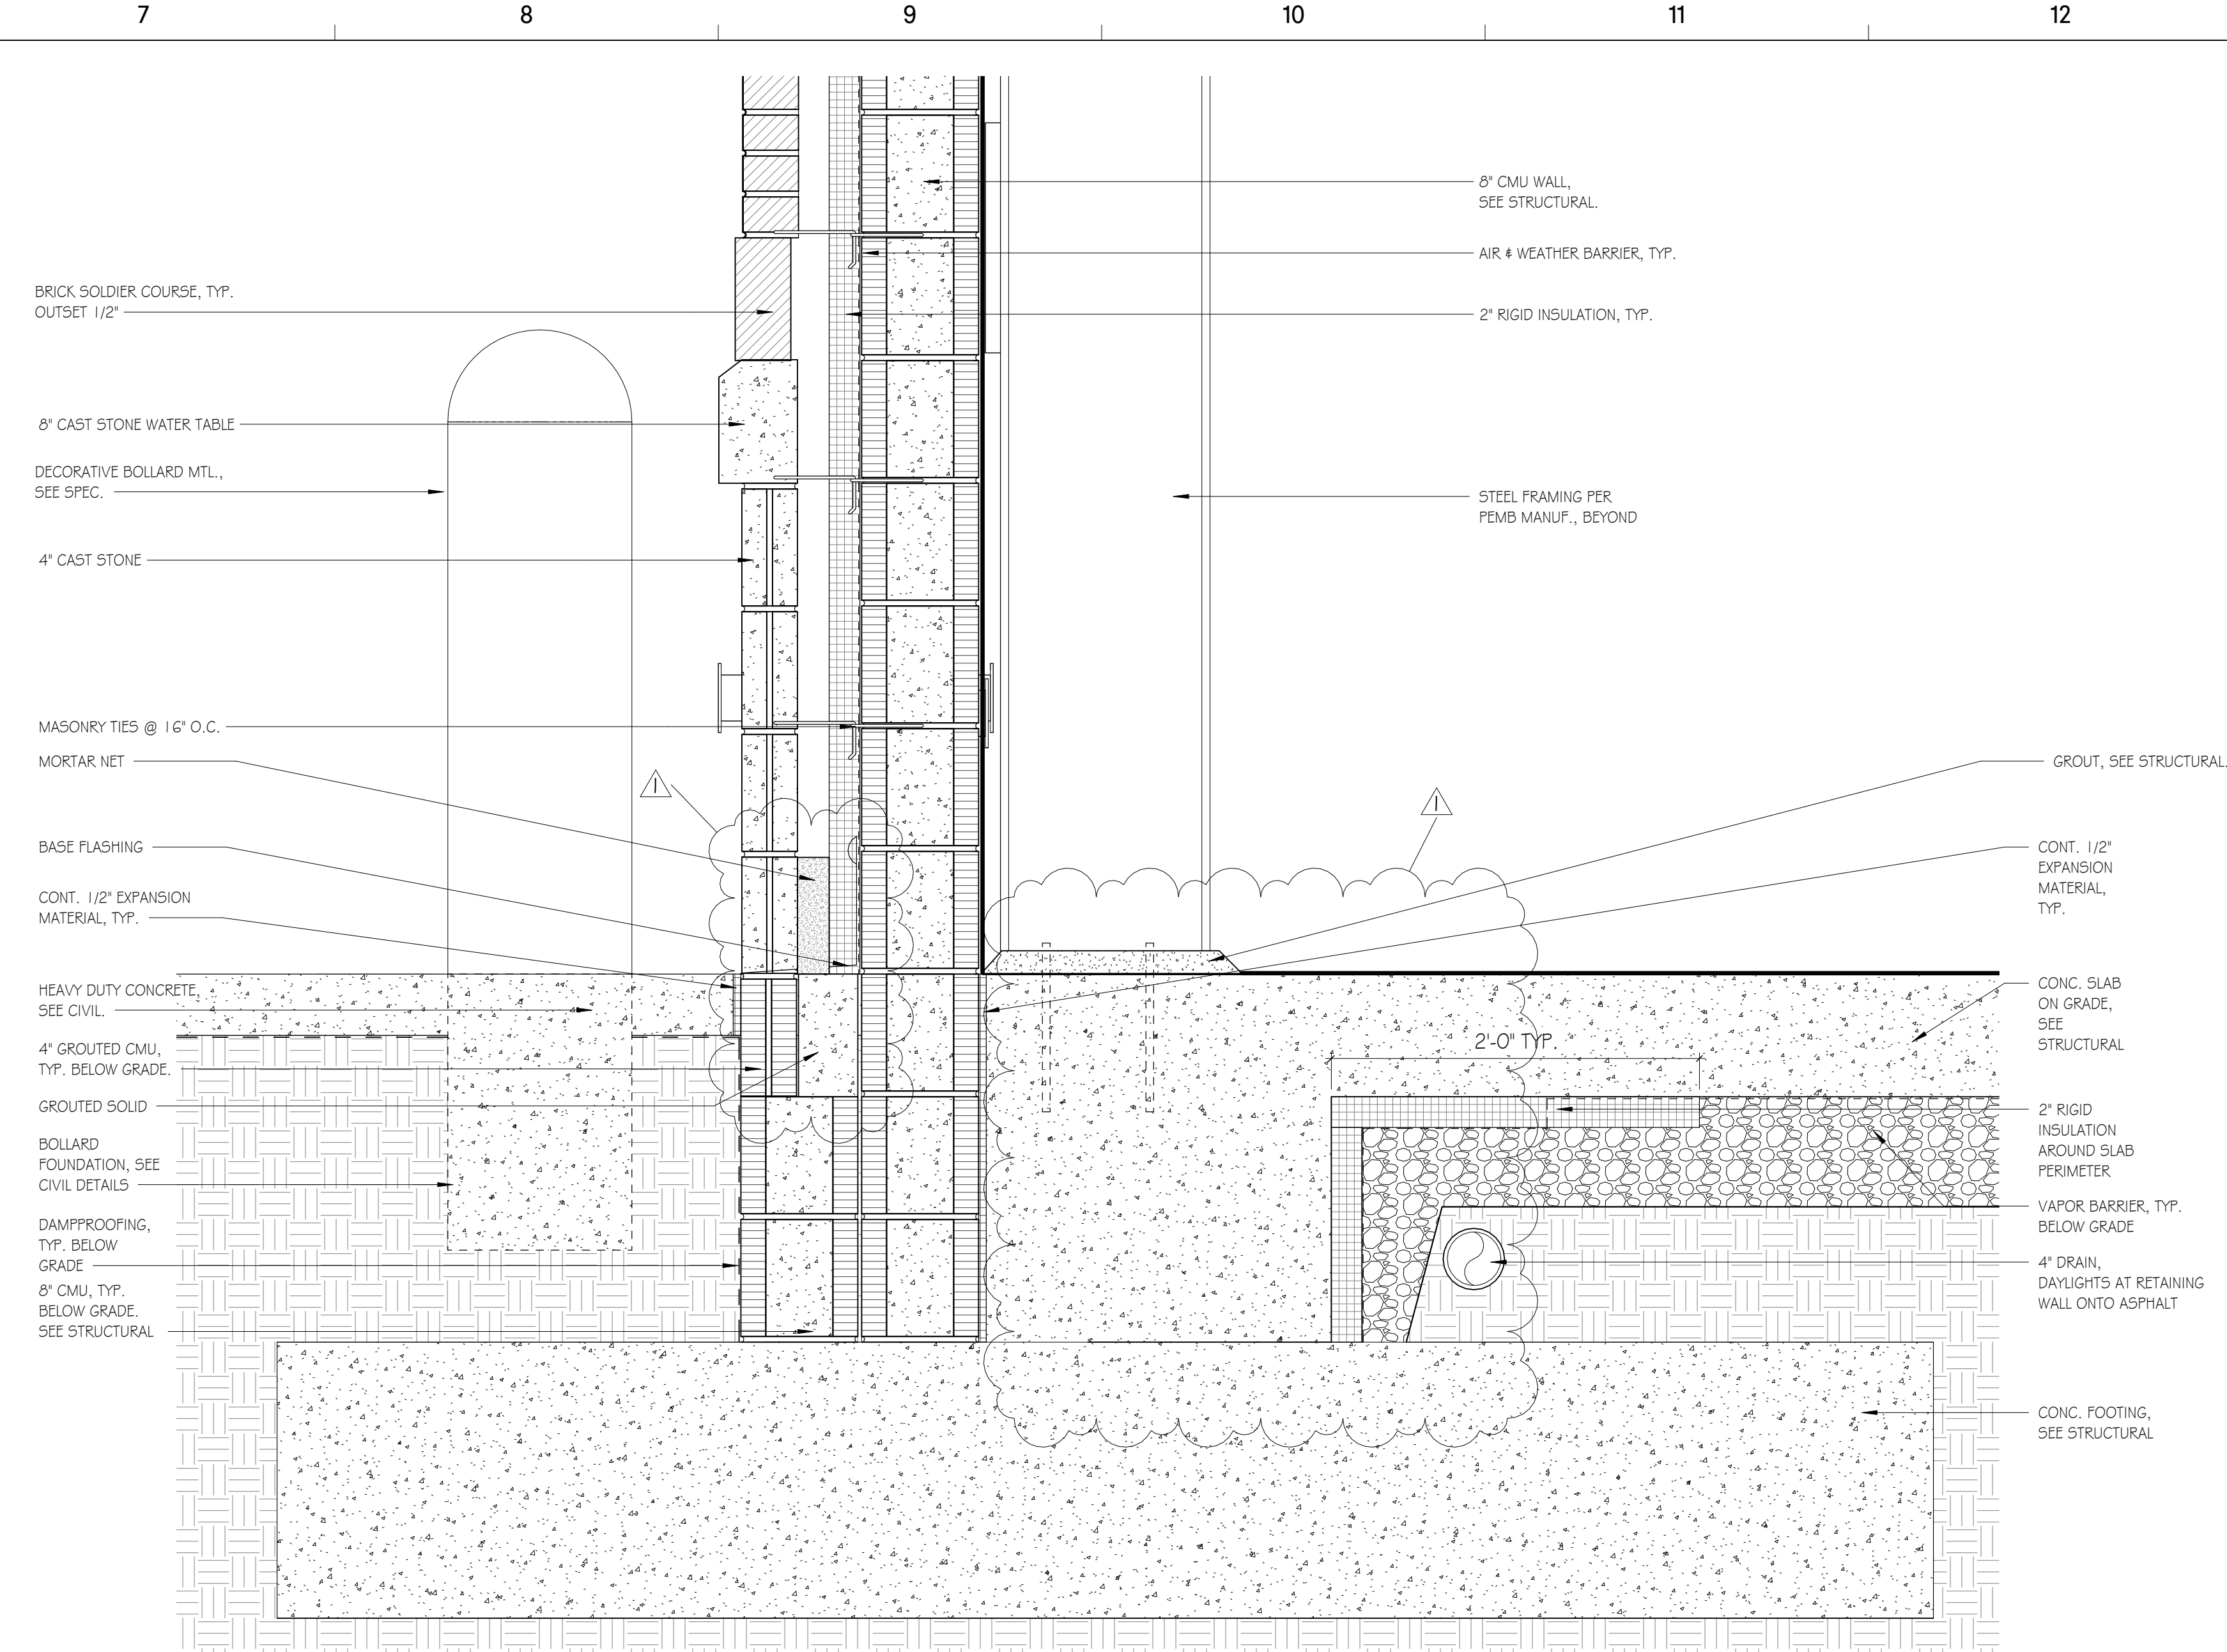 7 8 9 10 11 12
8" CMU WALL,
SEE STRUCTURAL.
AIR & WEATHER BARRIER, TYP.
BRICK SOLDIER COURSE, TYP.
OUTSET 1/2"
2" RIGID INSULATION, TYP.
8" CAST STONE WATER TABLE
DECORATIVE BOLLARD MTL.,
SEE SPEC.
STEEL FRAMING PER
PEMB MANUF., BEYOND
4" CAST STONE
MASONRY TIES @ 16" O.C.
MORTAR NET
GROUT, SEE STRUCTURAL.
1
1
BASE FLASHING
CONT. 1/2"
EXPANSION
MATERIAL,
TYP.
CONT. 1/2" EXPANSION
MATERIAL, TYP.
HEAVY DUTY CONCRETE,
SEE CIVIL.
CONC. SLAB
ON GRADE,
SEE
STRUCTURAL
2'-0" TYP.
4" GROUTED CMU,
TYP. BELOW GRADE.
GROUTED SOLID
2" RIGID
INSULATION
AROUND SLAB
PERIMETER
BOLLARD
FOUNDATION, SEE
CIVIL DETAILS
VAPOR BARRIER, TYP.
BELOW GRADE
DAMPPROOFING,
TYP. BELOW
GRADE
4" DRAIN,
DAYLIGHTS AT RETAINING
WALL ONTO ASPHALT
8" CMU, TYP.
BELOW GRADE.
SEE STRUCTURAL
CONC. FOOTING,
SEE STRUCTURAL